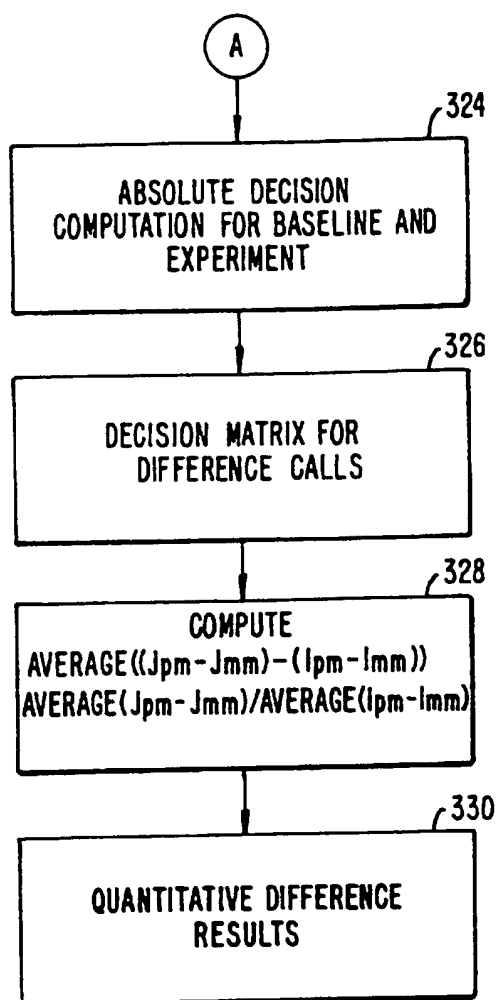 A
324
ABSOLUTE DECISION
COMPUTATION FOR BASELINE AND
EXPERIMENT
326
DECISION MATRIX FOR
DIFFERENCE CALLS
328
COMPUTE
AVERAGE((Jpm-Jmm)-(Ipm-Imm))
AVERAGE(Jpm-Jmm)/AVERAGE(Ipm-Imm)
330
QUANTITATIVE DIFFERENCE
RESULTS